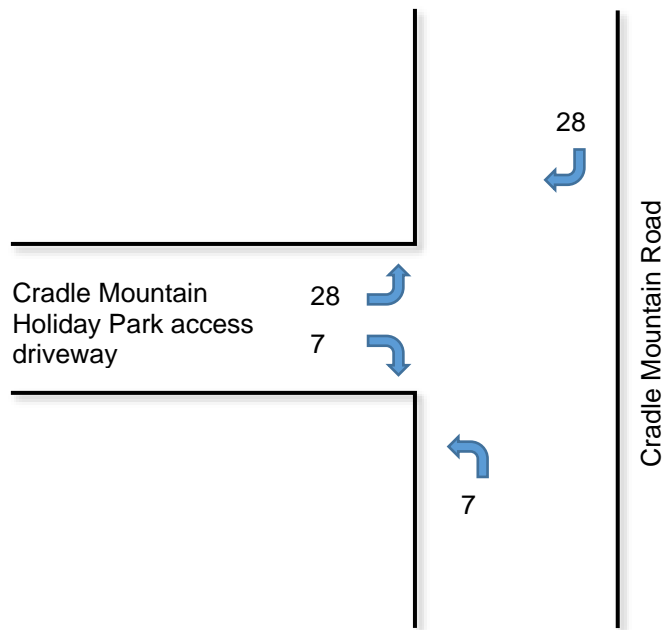 28
Cradle Mountain Road
Cradle Mountain
Holiday Park access
driveway
28
7
7